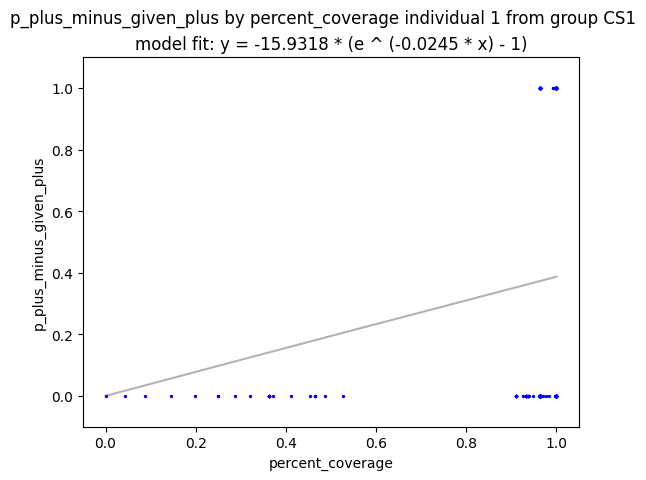 p_plus_minus_given_plus by percent_coverage individual 1 from group CS1
model fit: y = -15.9318 * (e ^ (-0.0245 * x) - 1)
1.0
0.8
0.6
0.4
0.2
0.0
p_plus_minus_given_plus
0.0 0.2 0.4 0.6 0.8 1.0
percent_coverage